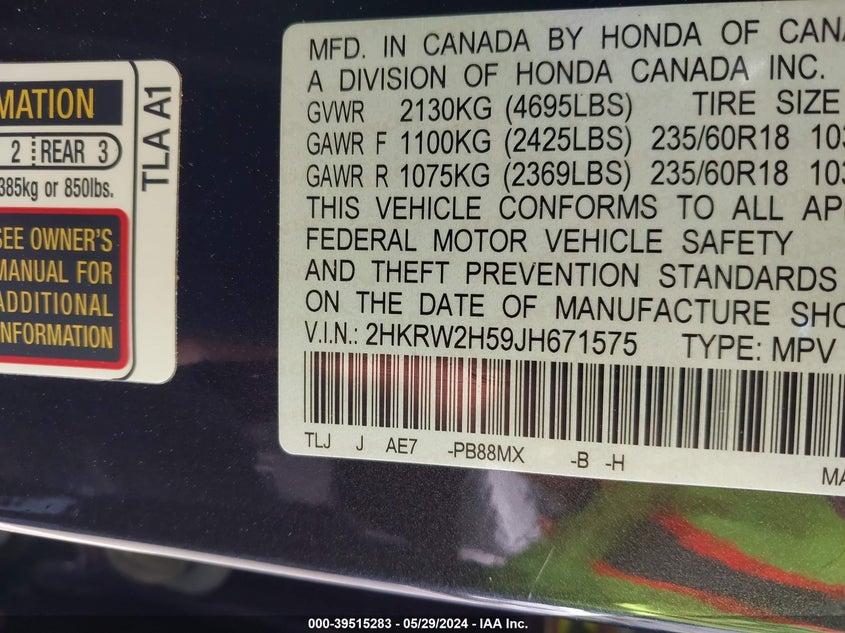 MATION
2 REAR 3
385kg or 850lbs.
SEE OWNER'S
MANUAL FOR
ADDITIONAL
INFORMATION
TLA A1
MFD. IN CANADA BY HONDA OF CANA
A DIVISION OF HONDA CANADA INC.
GVWR 2130KG (4695LBS) TIRE SIZE
GAWR F 1100KG (2425LBS) 235/60R18 103
GAWR R 1075KG (2369LBS) 235/60R18 103
THIS VEHICLE CONFORMS TO ALL APP
FEDERAL MOTOR VEHICLE SAFETY
AND THEFT PREVENTION STANDARDS
ON THE DATE OF MANUFACTURE SHO
V.I.N.: 2HKRW2H59JH671575 TYPE: MPV
TLJ J AE7 -PB88MX -B -H
MA
000-39515283 - 05/29/2024 - IAA Inc.